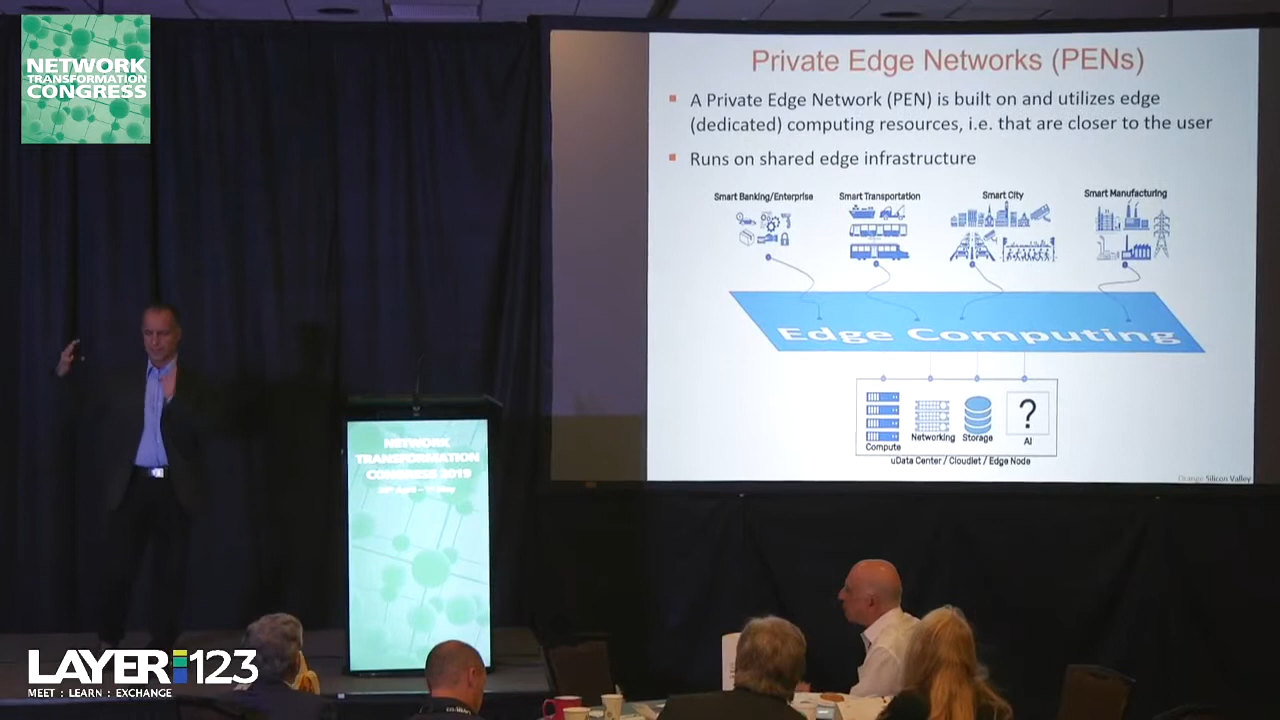 NETWORK
TRANSFORMATION
CONGRESS
Private Edge Networks (PENs)
A Private Edge Network (PEN) is built on and utilizes edge
(dedicated) computing resources, i.e. that are closer to the user
Runs on shared edge infrastructure
Smart Banking/Enterprise
Smart Transportation
Smart City
Smart Manufacturing
Edge Computing
?
Compute
Networking
Storage
AI
uData Center / Cloudlet / Edge Node
Orange Silicon Valley
NETWORK
TRANSFORMATION
CONGRESS 2019
LAYER123
MEET : LEARN : EXCHANGE